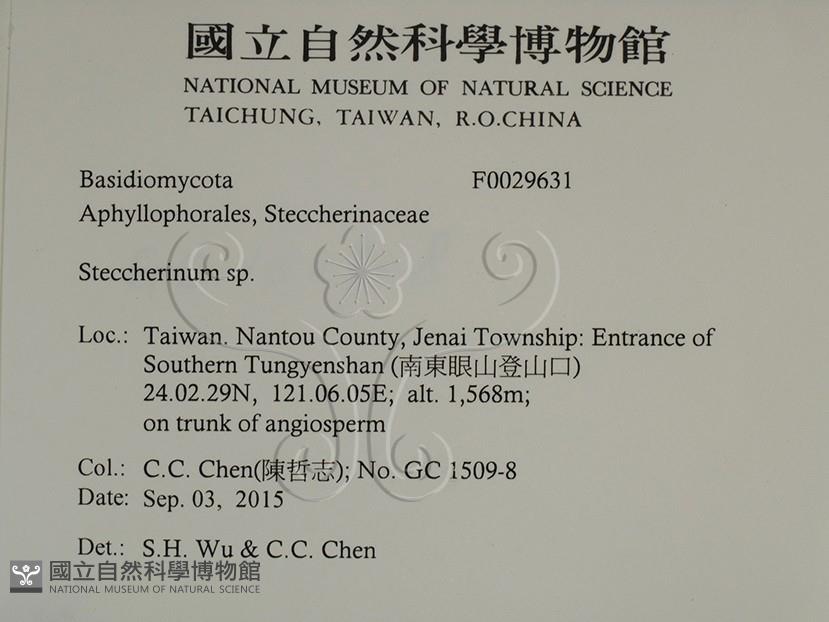 國立自然科學博物館
NATIONAL MUSEUM OF NATURAL SCIENCE
TAICHUNG, TAIWAN, R.O.CHINA
Basidiomycota F0029631
Aphyllophorales, Steccherinaceae
Steccherinum sp.
Loc.: Taiwan. Nantou County, Jenai Township: Entrance of
Southern Tungyenshan (南東眼山登山口)
24.02.29N, 121.06.05E; alt. 1,568m;
on trunk of angiosperm
Col.: C.C. Chen(陳哲志); No. GC 1509-8
Date: Sep. 03, 2015
Det.: S.H. Wu & C.C. Chen
國立自然科學博物館
NATIONAL MUSEUM OF NATURAL SCIENCE